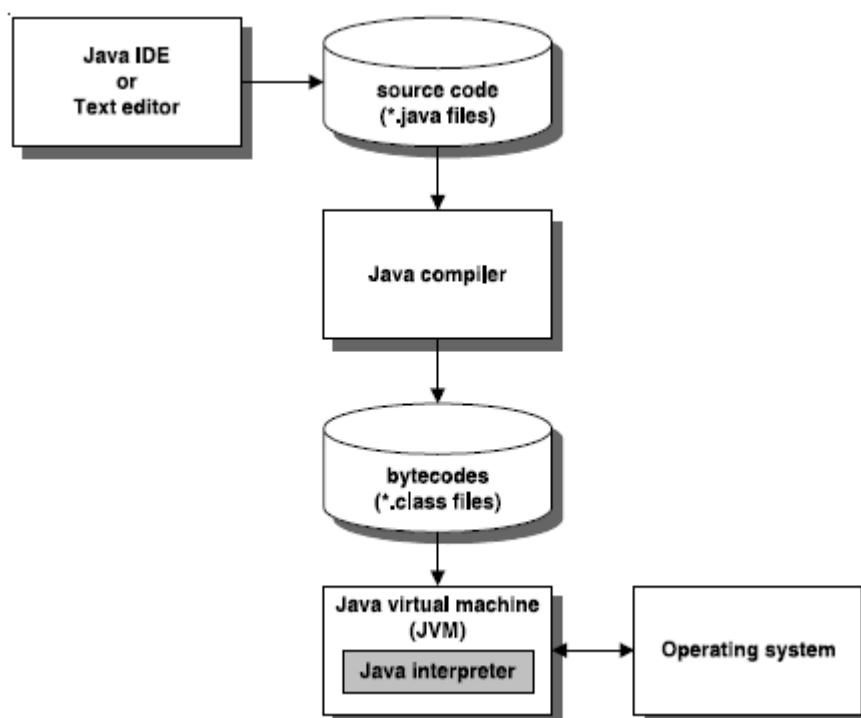 Java IDE
or
Text editor
source code
(*.java files)
Java compiler
bytecodes
(*.class files)
Java virtual machine
(JVM)
Java interpreter
Operating system